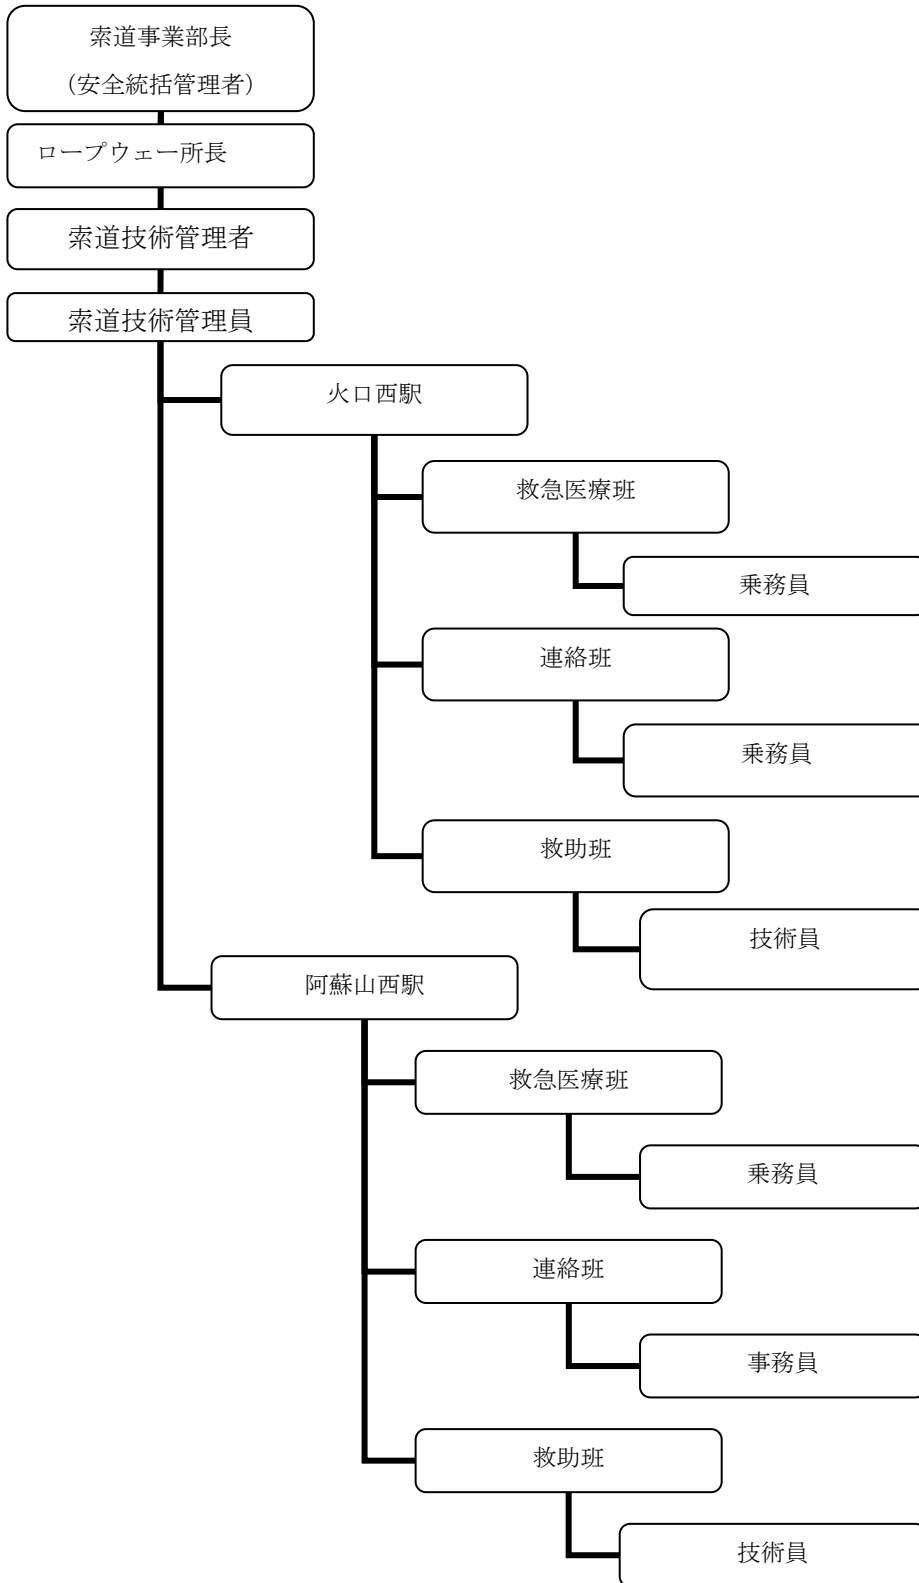 索道事業部長
（安全統括管理者）
ロープウェー所長
索道技術管理者
索道技術管理員
火口西駅
救急医療班
乗務員
連絡班
乗務員
救助班
技術員
阿蘇山西駅
救急医療班
乗務員
連絡班
事務員
救助班
技術員